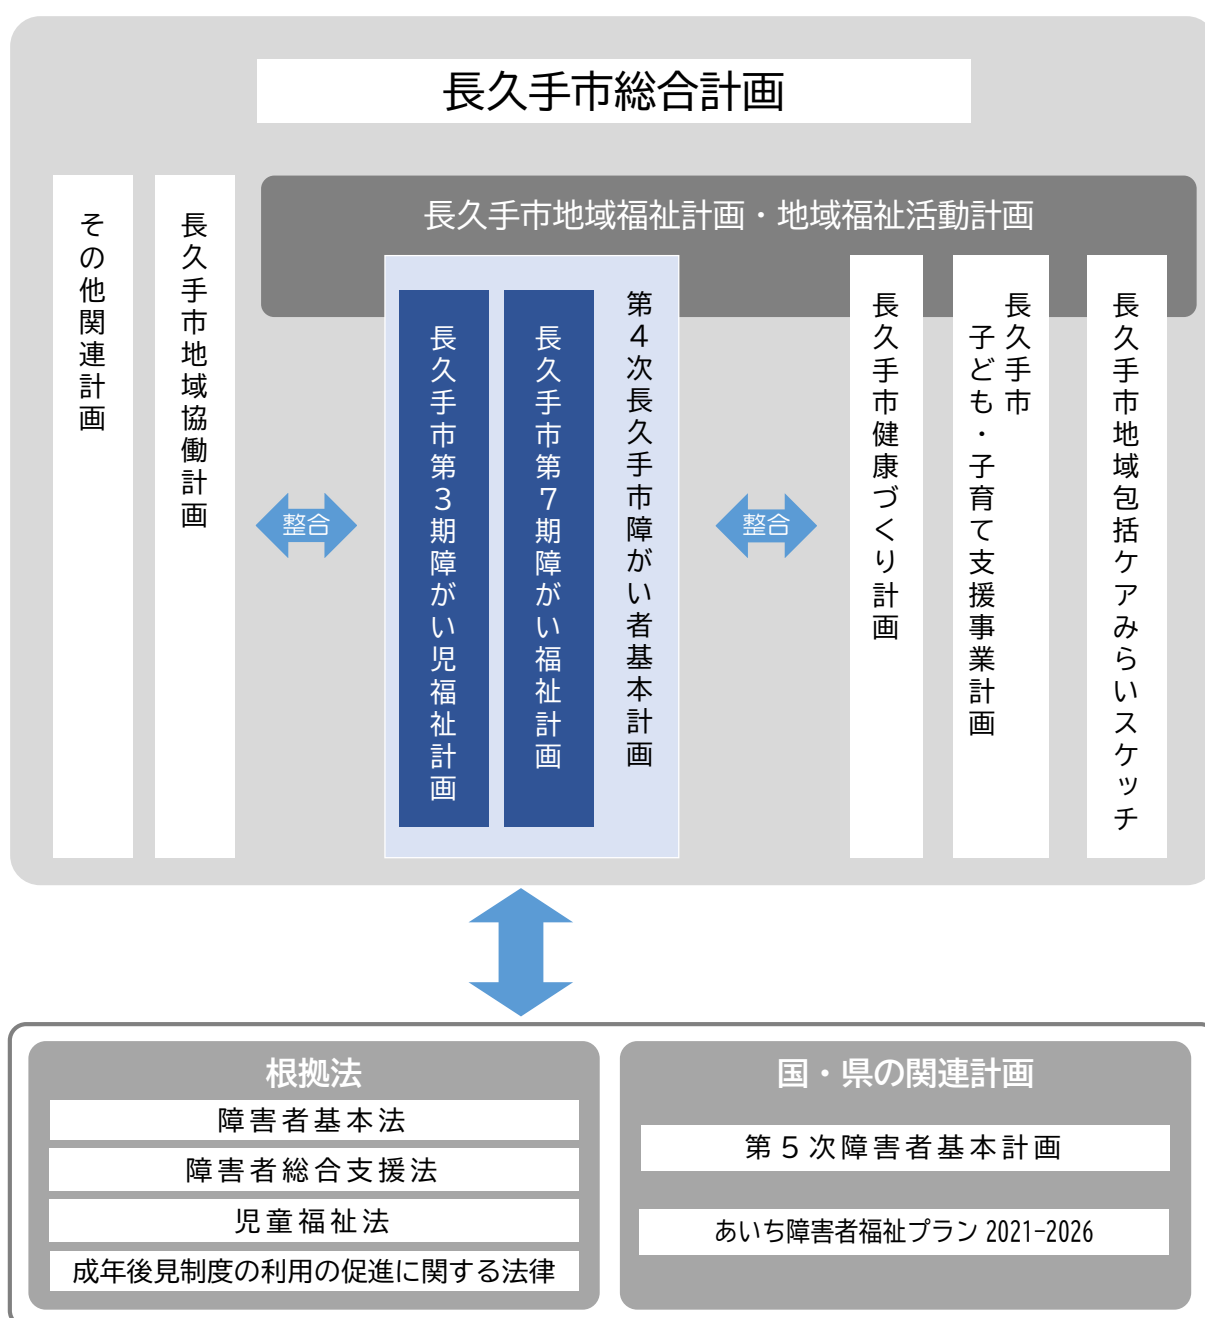 長久手市総合計画
長久手市地域福祉計画・地域福祉活動計画
その他関連計画
長久手市地域協働計画
整合
長久手市第３期障がい児福祉計画
長久手市第７期障がい福祉計画
第４次長久手市障がい者基本計画
整合
長久手市健康づくり計画
長久手市
子ども・子育て支援事業計画
長久手市地域包括ケアみらいスケッチ
根拠法
障害者基本法
障害者総合支援法
児童福祉法
成年後見制度の利用の促進に関する法律
国・県の関連計画
第５次障害者基本計画
あいち障害者福祉プラン 2021-2026